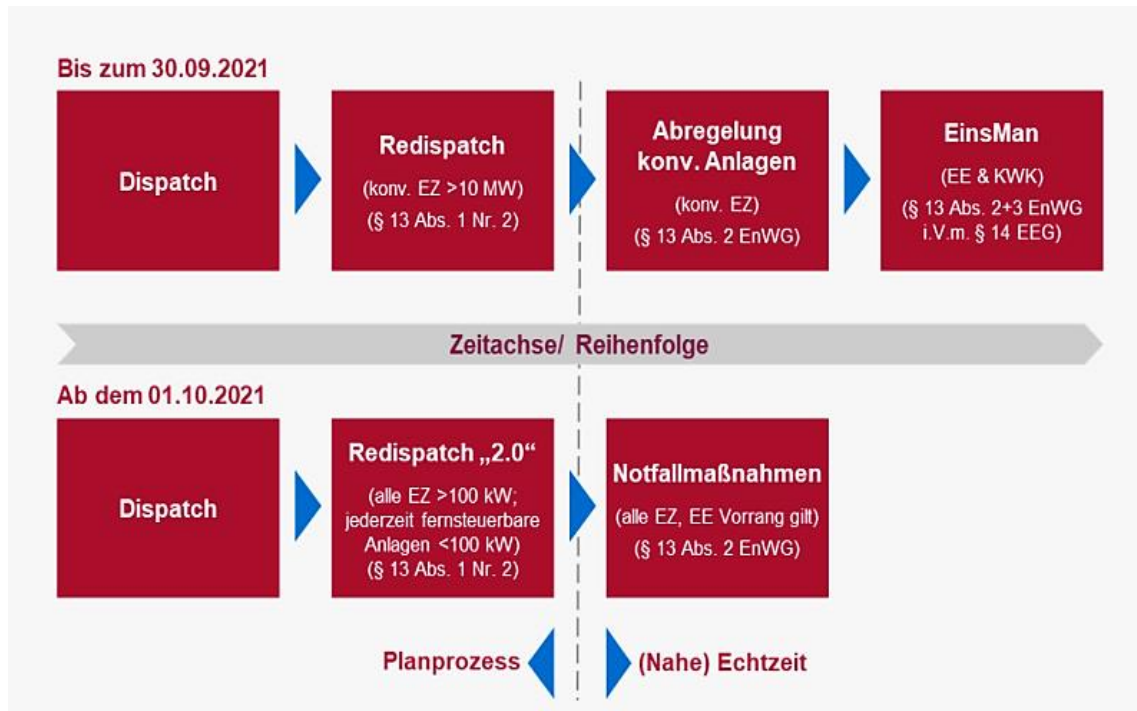 Bis zum 30.09.2021
Dispatch
Redispatch
(konv. EZ >10 MW)
(§ 13 Abs. 1 Nr. 2)
Abregelung
konv. Anlagen
(konv. EZ)
(§ 13 Abs. 2 EnWG)
EinsMan
(EE & KWK)
(§ 13 Abs. 2+3 EnWG
i.V.m. § 14 EEG)
Zeitachse/ Reihenfolge
Ab dem 01.10.2021
Dispatch
Redispatch „2.0“
(alle EZ >100 kW;
jederzeit fernsteuerbare
Anlagen <100 kW)
(§ 13 Abs. 1 Nr. 2)
Notfallmaßnahmen
(alle EZ, EE Vorrang gilt)
(§ 13 Abs. 2 EnWG)
Planprozess
(Nahe) Echtzeit